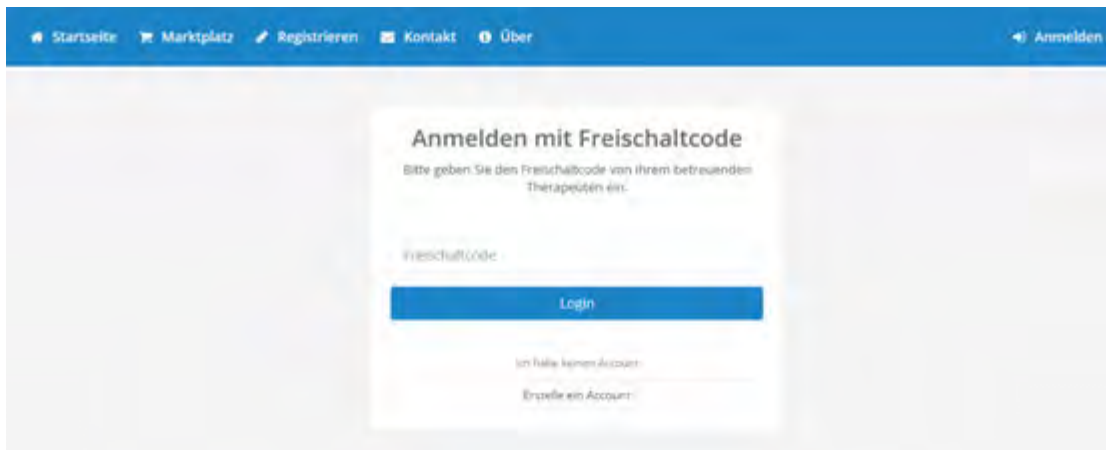 Startseite Marktplatz Registrieren Kontakt Über Anmelden
Anmelden mit Freischaltcode
Bitte geben Sie den Freischaltcode von Ihrem betreuenden
Therapeuten ein.
Freischaltcode
Login
Ich habe keinen Account
Erstelle ein Account